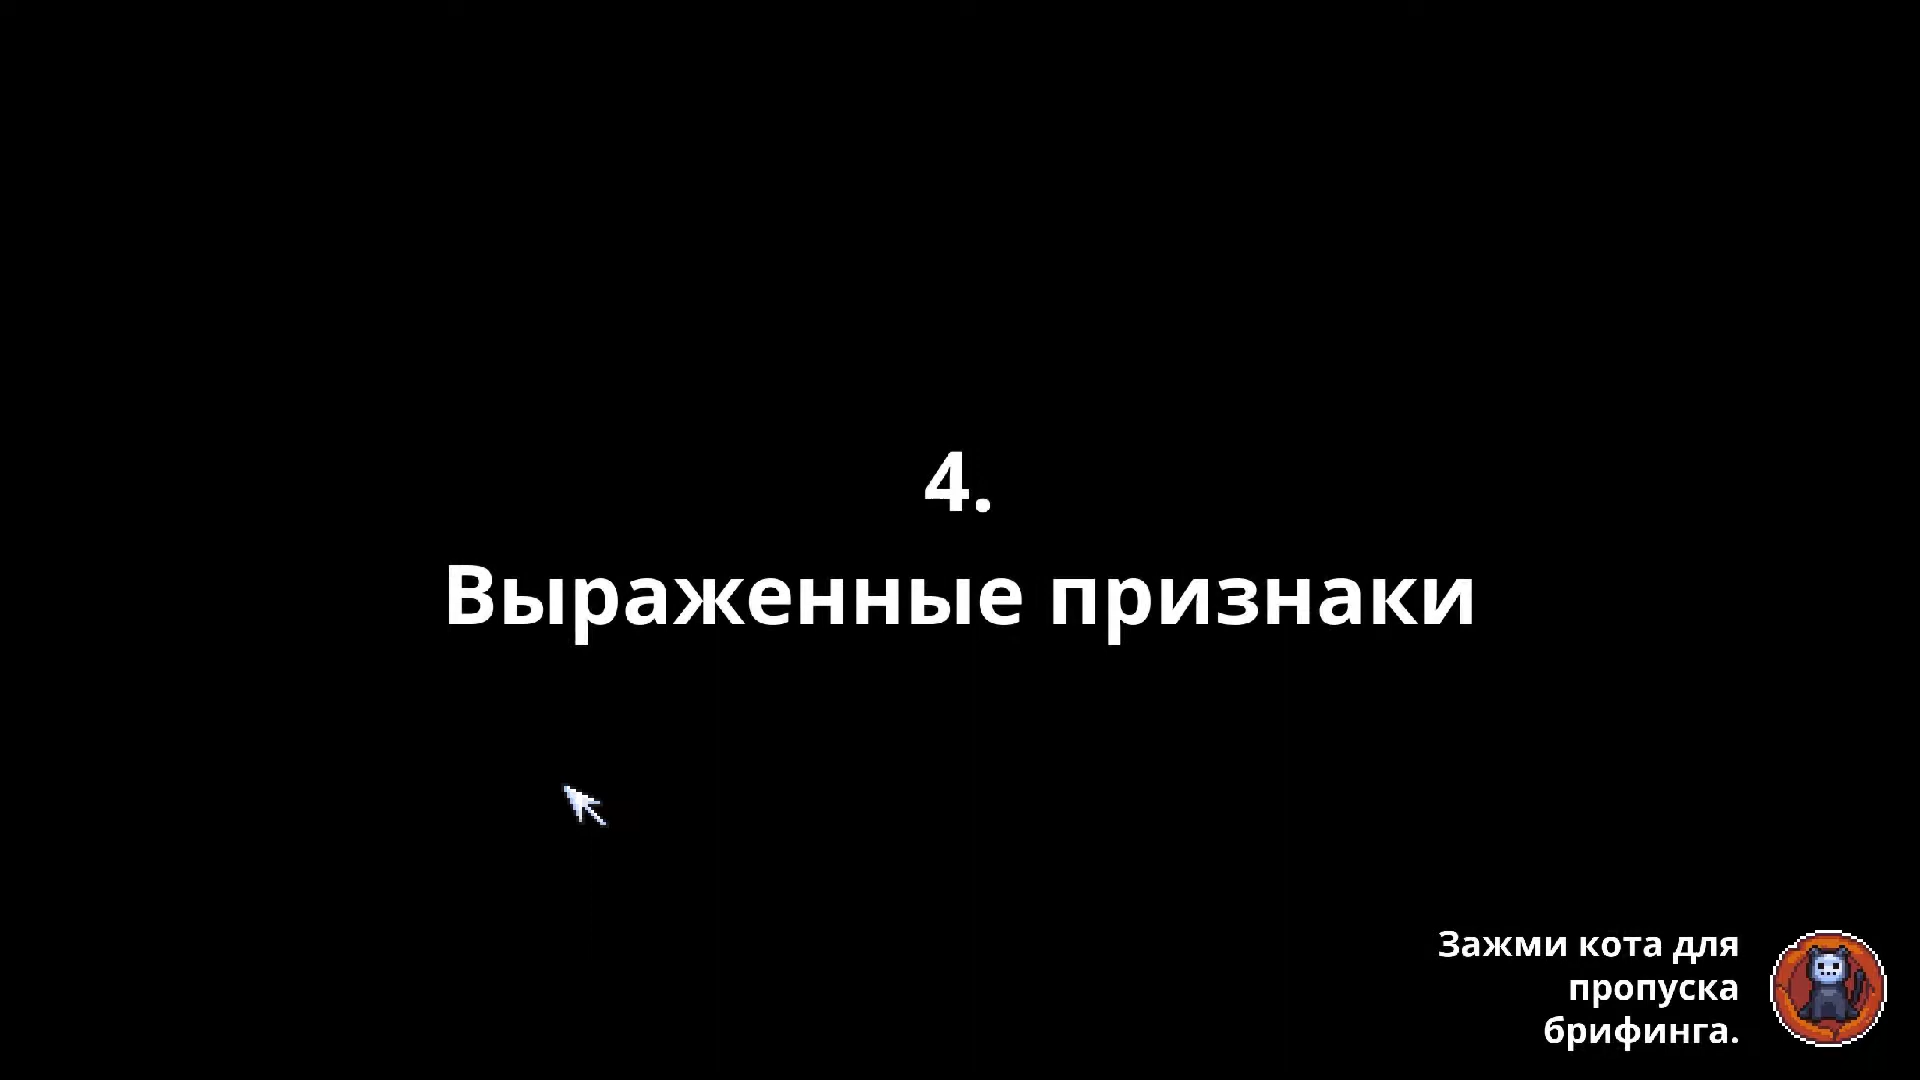 4.
Выраженные признаки
Зажми кота для
пропуска
брифинга.